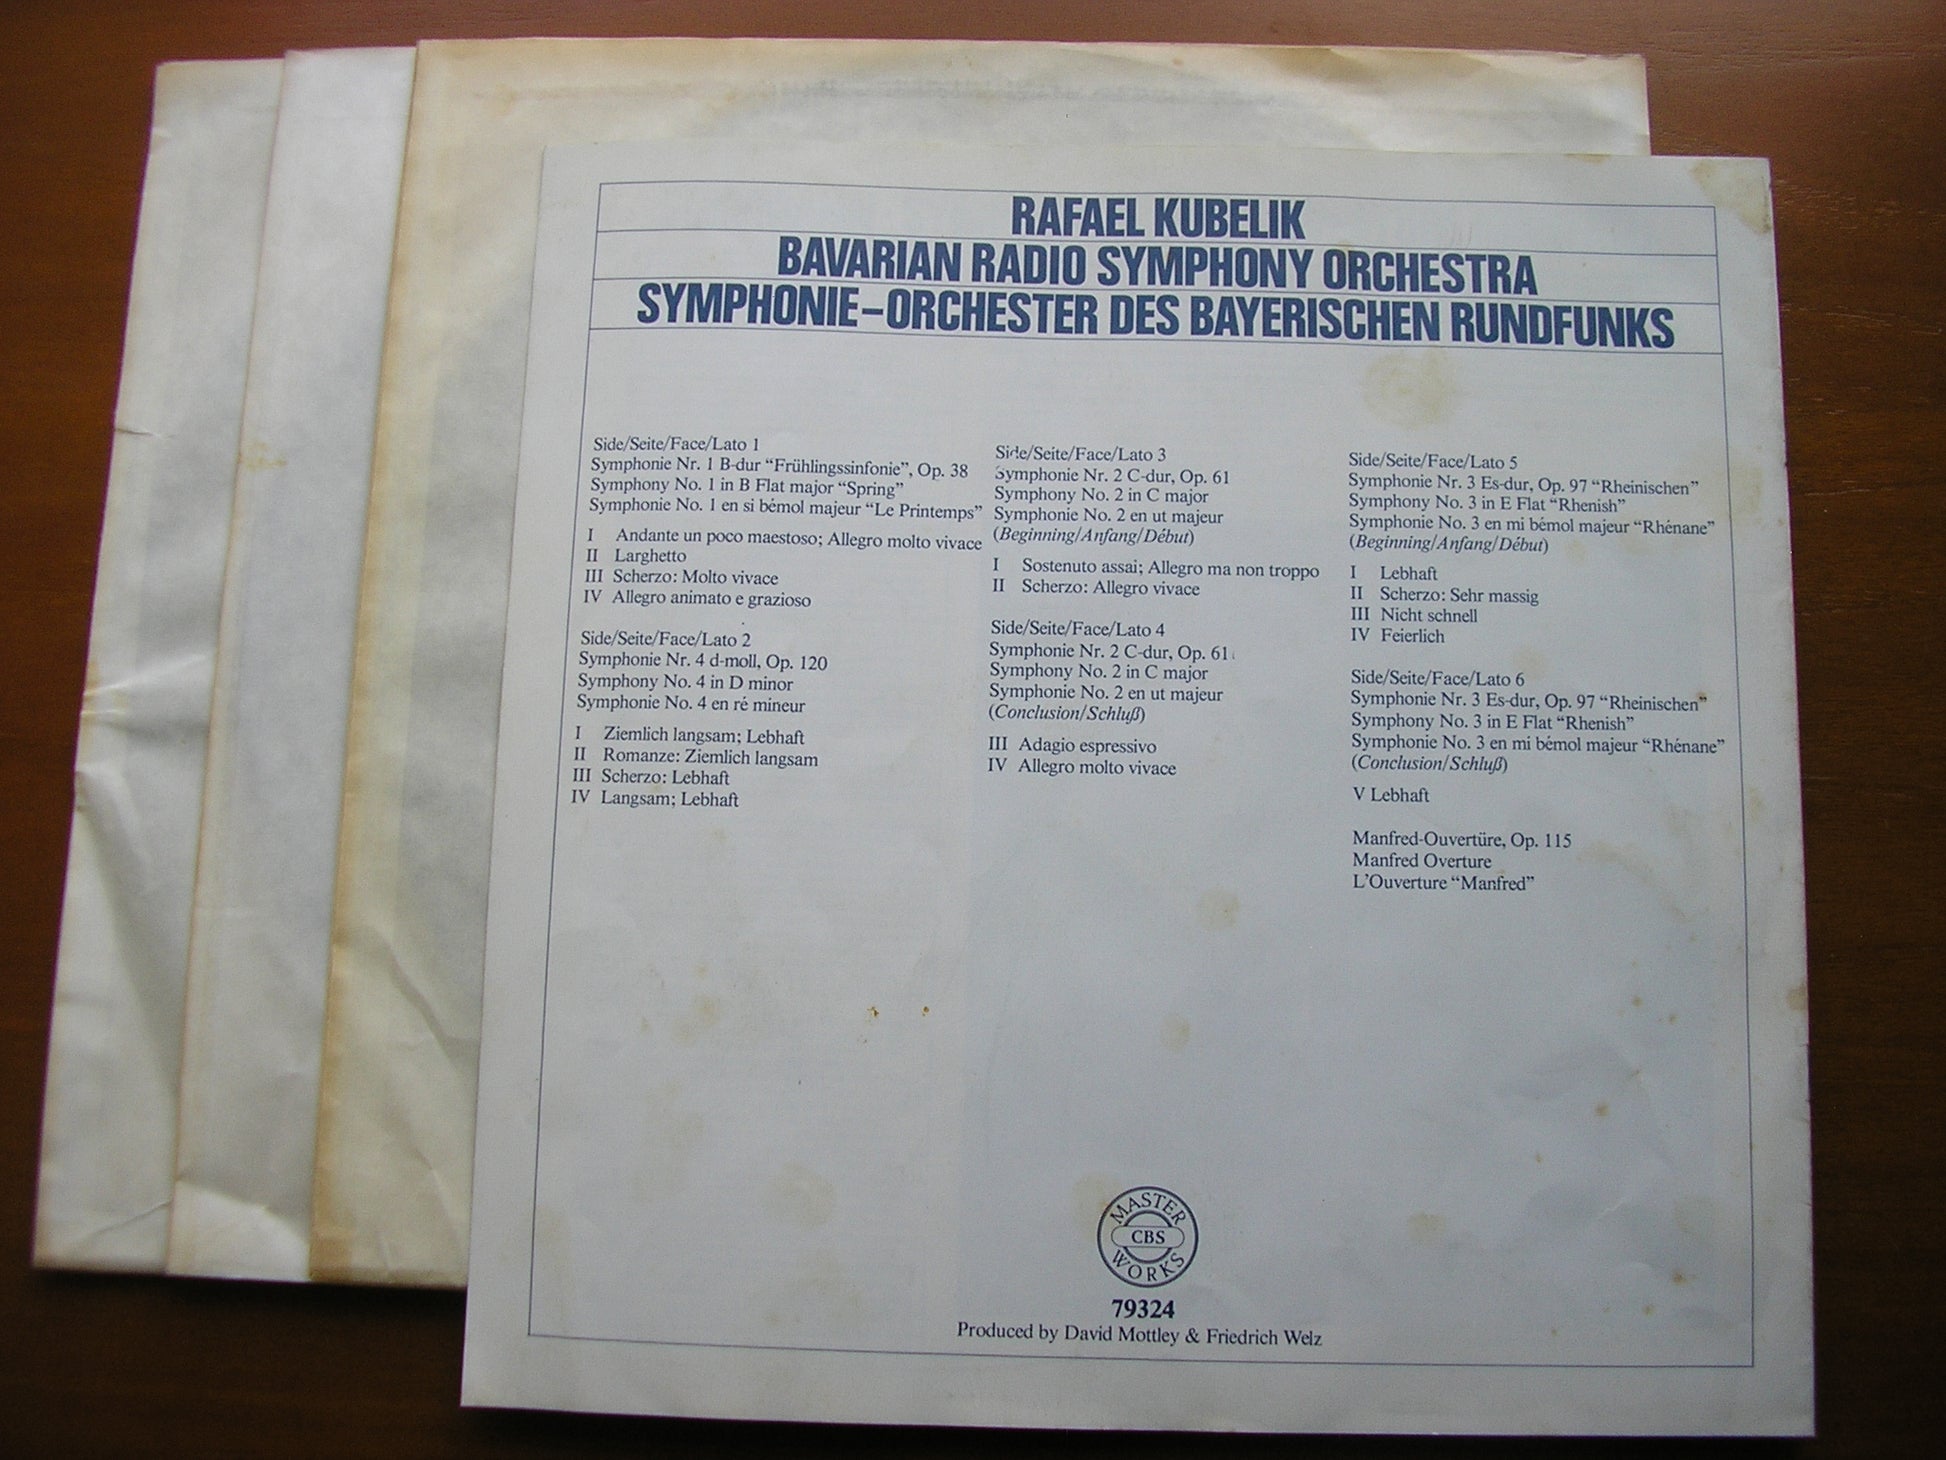 RAFAEL KUBELIK
BAVARIAN RADIO SYMPHONY ORCHESTRA
SYMPHONIE–ORCHESTER DES BAYERISCHEN RUNDFUNKS
Side/Seite/Face/Lato 1
Symphonie Nr. 1 B-dur “Frühlingssinfonie”, Op. 38
Symphony No. 1 in B Flat major “Spring”
Symphonie No. 1 en si bémol majeur “Le Printemps”
I Andante un poco maestoso; Allegro molto vivace
II Larghetto
III Scherzo: Molto vivace
IV Allegro animato e grazioso
Side/Seite/Face/Lato 2
Symphonie Nr. 4 d-moll, Op. 120
Symphony No. 4 in D minor
Symphonie No. 4 en ré mineur
I Ziemlich langsam; Lebhaft
II Romanze: Ziemlich langsam
III Scherzo: Lebhaft
IV Langsam; Lebhaft
Side/Seite/Face/Lato 3
Symphonie Nr. 2 C-dur, Op. 61
Symphony No. 2 in C major
Symphonie No. 2 en ut majeur
(Beginning/Anfang/Début)
I Sostenuto assai; Allegro ma non troppo
II Scherzo: Allegro vivace
Side/Seite/Face/Lato 4
Symphonie Nr. 2 C-dur, Op. 61
Symphony No. 2 in C major
Symphonie No. 2 en ut majeur
(Conclusion/Schluß)
III Adagio espressivo
IV Allegro molto vivace
Side/Seite/Face/Lato 5
Symphonie Nr. 3 Es-dur, Op. 97 “Rheinischen”
Symphony No. 3 in E Flat “Rhenish”
Symphonie No. 3 en mi bémol majeur “Rhénane”
(Beginning/Anfang/Début)
I Lebhaft
II Scherzo: Sehr massig
III Nicht schnell
IV Feierlich
Side/Seite/Face/Lato 6
Symphonie Nr. 3 Es-dur, Op. 97 “Rheinischen”
Symphony No. 3 in E Flat “Rhenish”
Symphonie No. 3 en mi bémol majeur “Rhénane”
(Conclusion/Schluß)
V Lebhaft
Manfred-Ouvertüre, Op. 115
Manfred Overture
L’Ouverture “Manfred”
MASTER
CBS
WORKS
79324
Produced by David Mottley & Friedrich Welz